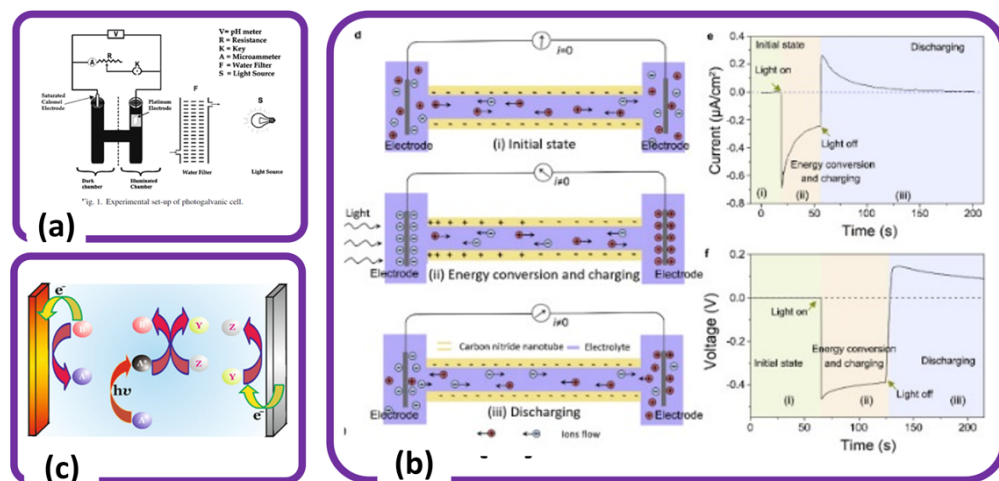 V= pH meter
R = Resistance
K = Key
A = Microammeter
F = Water Filter
S = Light Source
V
A
R
K
Saturated
Calomel
Electrode
Platinum
Electrode
F
S
Dark
chamber
Illuminated
Chamber
Water Filter
Light Source
Fig. 1. Experimental set-up of photogalvanic cell.
(a)
d
i=0
Electrode
Electrode
(i) Initial state
Light
i≠0
Electrode
Electrode
(ii) Energy conversion and charging
i≠0
Carbon nitride nanotube
Electrolyte
Electrode
Electrode
(iii) Discharging
Ions flow
(b)
e
Initial state
Discharging
Light on
Light off
Energy conversion
and charging
(i)
(ii)
(iii)
Current (μA/cm²)
0.4
0.2
0.0
-0.2
-0.4
-0.6
-0.8
0
50
100
150
200
Time (s)
f
Light on
Energy conversion
and charging
Initial state
Discharging
Light off
(i)
(ii)
(iii)
Voltage (V)
0.2
0.0
-0.4
0
50
100
150
200
Time (s)
e-
Y
Z
A
hν
Z
Y
A
e-
(c)